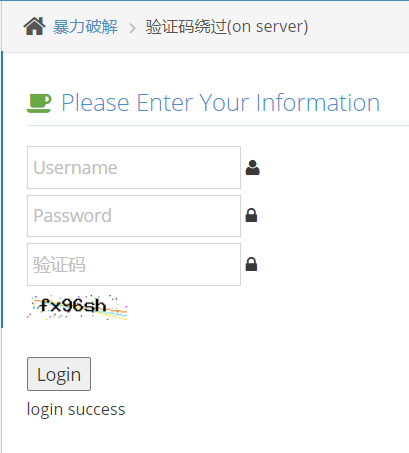 暴力破解 > 验证码绕过(on server)
Please Enter Your Information
Username
Password
验证码
fx96sh
Login
login success